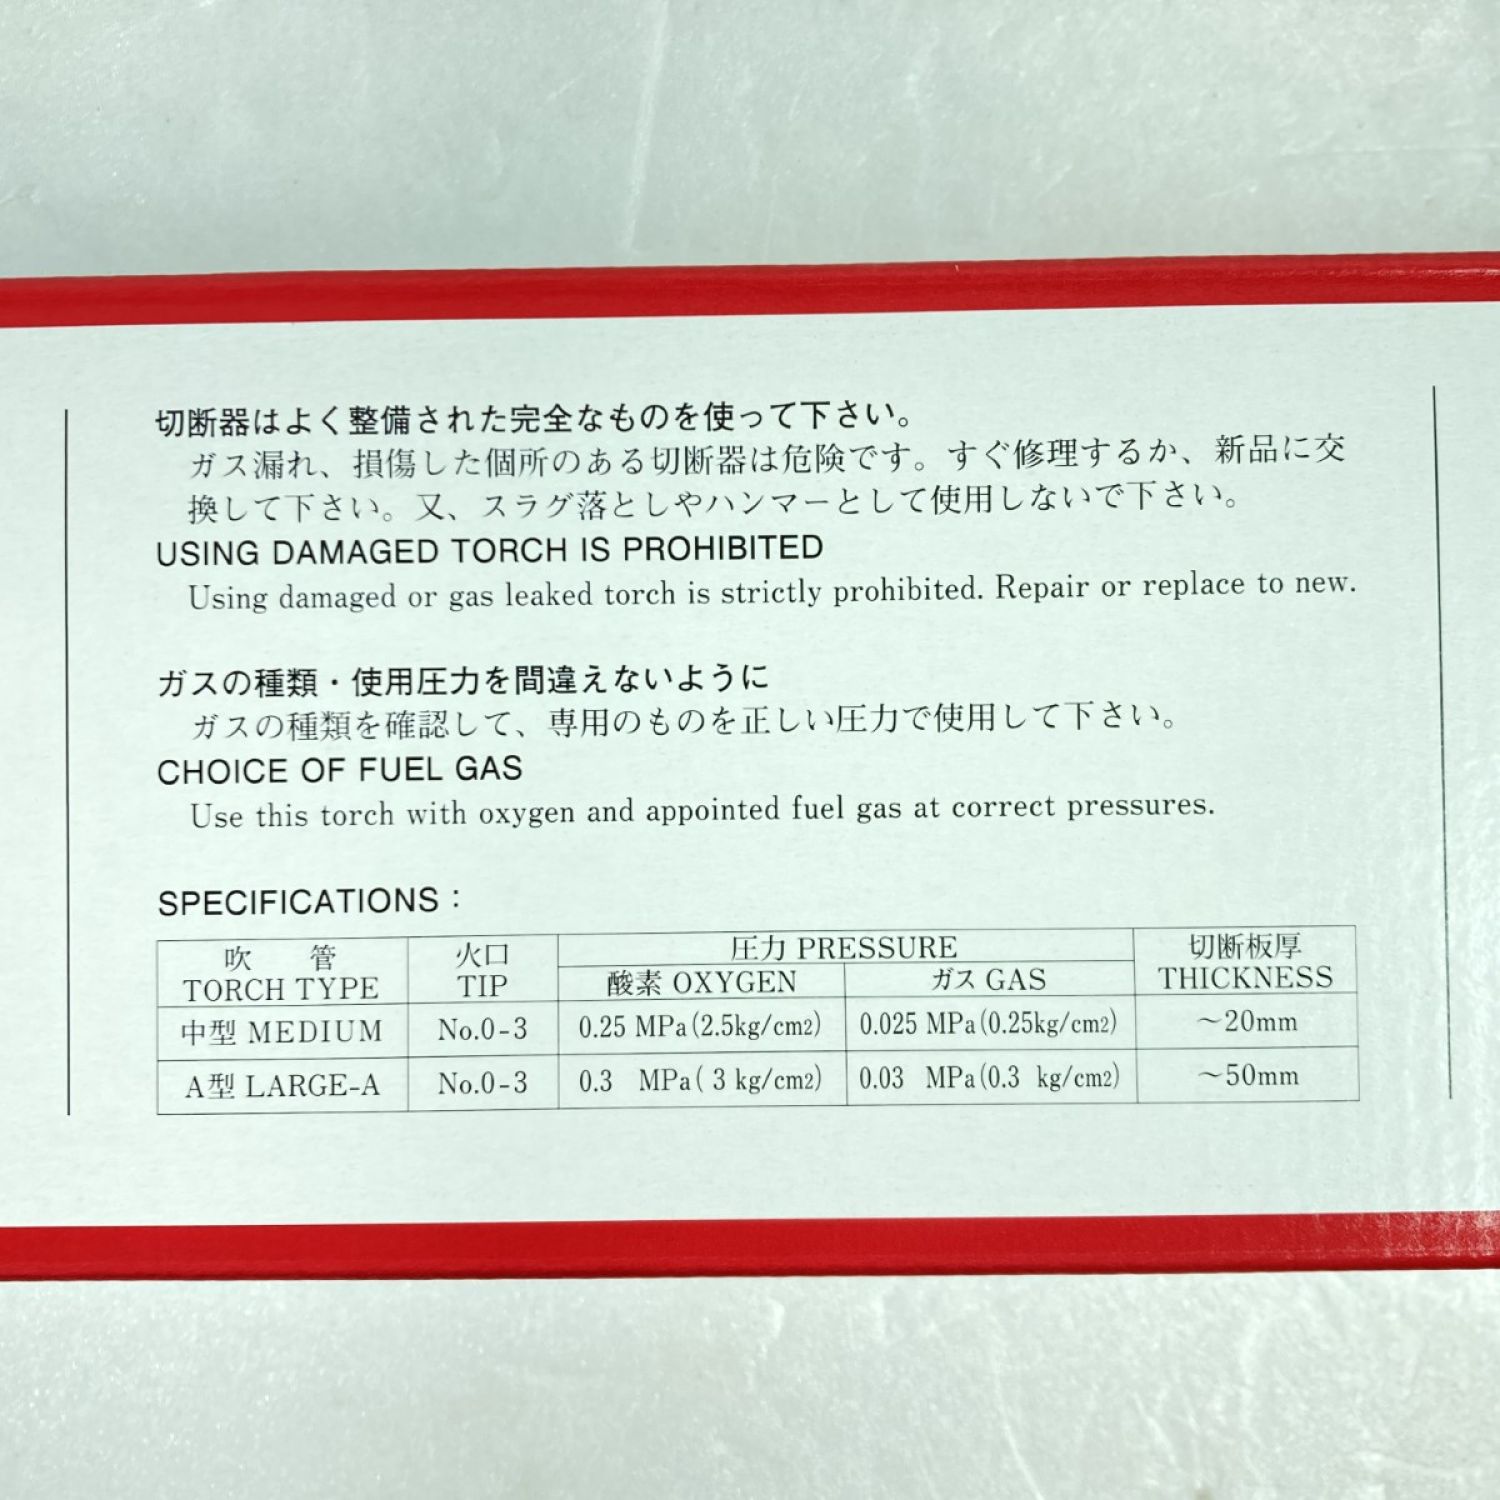 切断器はよく整備された完全なものを使って下さい。
ガス漏れ、損傷した個所のある切断器は危険です。すぐ修理するか、新品に交
換して下さい。又、スラグ落としやハンマーとして使用しないで下さい。
USING DAMAGED TORCH IS PROHIBITED
Using damaged or gas leaked torch is strictly prohibited. Repair or replace to new.
ガスの種類・使用圧力を間違えないように
ガスの種類を確認して、専用のものを正しい圧力で使用して下さい。
CHOICE OF FUEL GAS
Use this torch with oxygen and appointed fuel gas at correct pressures.
SPECIFICATIONS：
吹　管 火口 圧力 PRESSURE 切断板厚
TORCH TYPE TIP 酸素 OXYGEN ガス GAS THICKNESS
中型 MEDIUM No.0-3 0.25 MPa(2.5kg/cm2) 0.025 MPa(0.25kg/cm2) ～20mm
A型 LARGE-A No.0-3 0.3 MPa( 3 kg/cm2) 0.03 MPa(0.3 kg/cm2) ～50mm